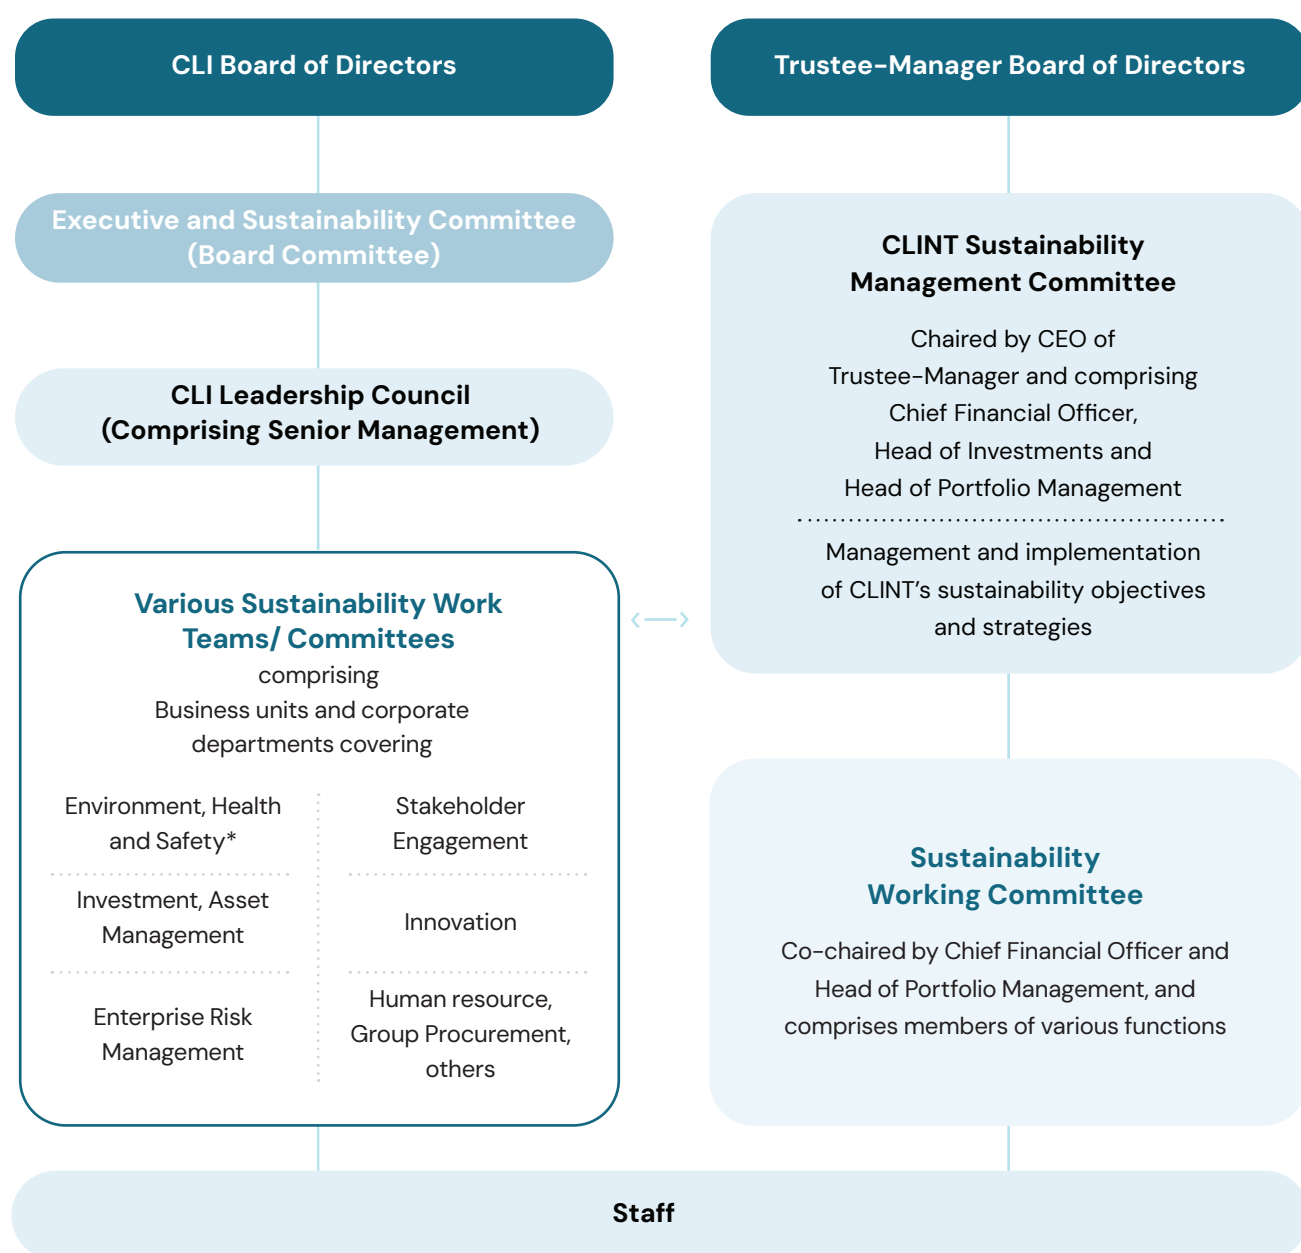 CLI Board of Directors
Executive and Sustainability Committee
(Board Committee)
CLI Leadership Council
(Comprising Senior Management)
Various Sustainability Work
Teams/ Committees
comprising
Business units and corporate
departments covering
Environment, Health
and Safety*
Stakeholder
Engagement
Investment, Asset
Management
Innovation
Enterprise Risk
Management
Human resource,
Group Procurement,
others
Trustee-Manager Board of Directors
CLINT Sustainability
Management Committee
Chaired by CEO of
Trustee-Manager and comprising
Chief Financial Officer,
Head of Investments and
Head of Portfolio Management
Management and implementation
of CLINT's sustainability objectives
and strategies
Sustainability
Working Committee
Co-chaired by Chief Financial Officer and
Head of Portfolio Management, and
comprises members of various functions
Staff